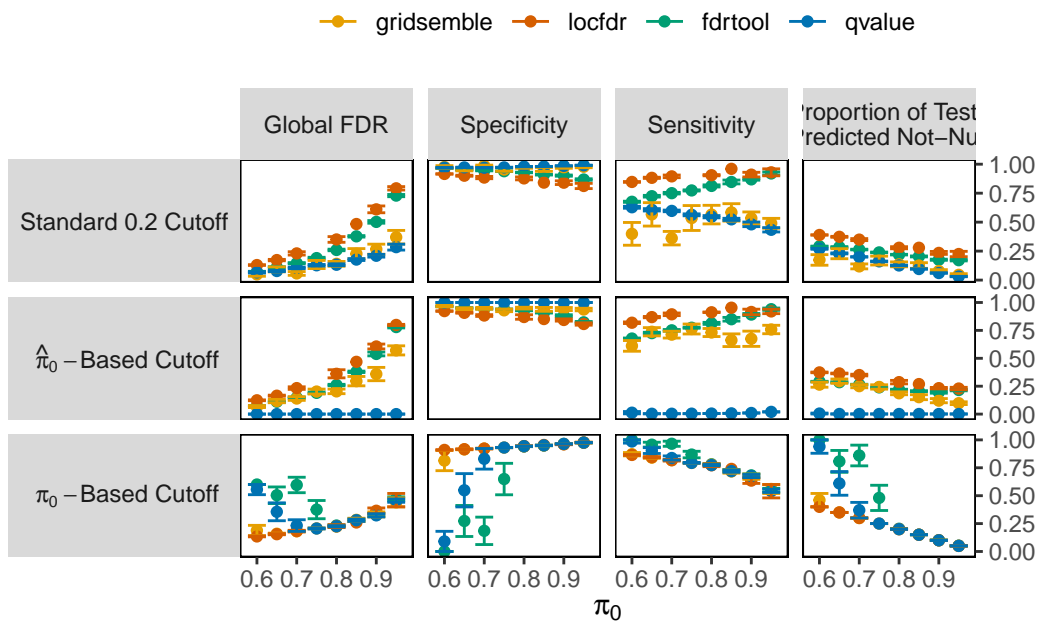 gridsemble locfdr fdrtool qvalue
Global FDR Specificity Sensitivity Proportion of Test
Predicted Not−Nu
Standard 0.2 Cutoff
1.00
0.75
0.50
0.25
0.00
π̂0 −Based Cutoff
1.00
0.75
0.50
0.25
0.00
π0 −Based Cutoff
1.00
0.75
0.50
0.25
0.00
0.6 0.7 0.8 0.9 0.6 0.7 0.8 0.9 0.6 0.7 0.8 0.9 0.6 0.7 0.8 0.9
π0